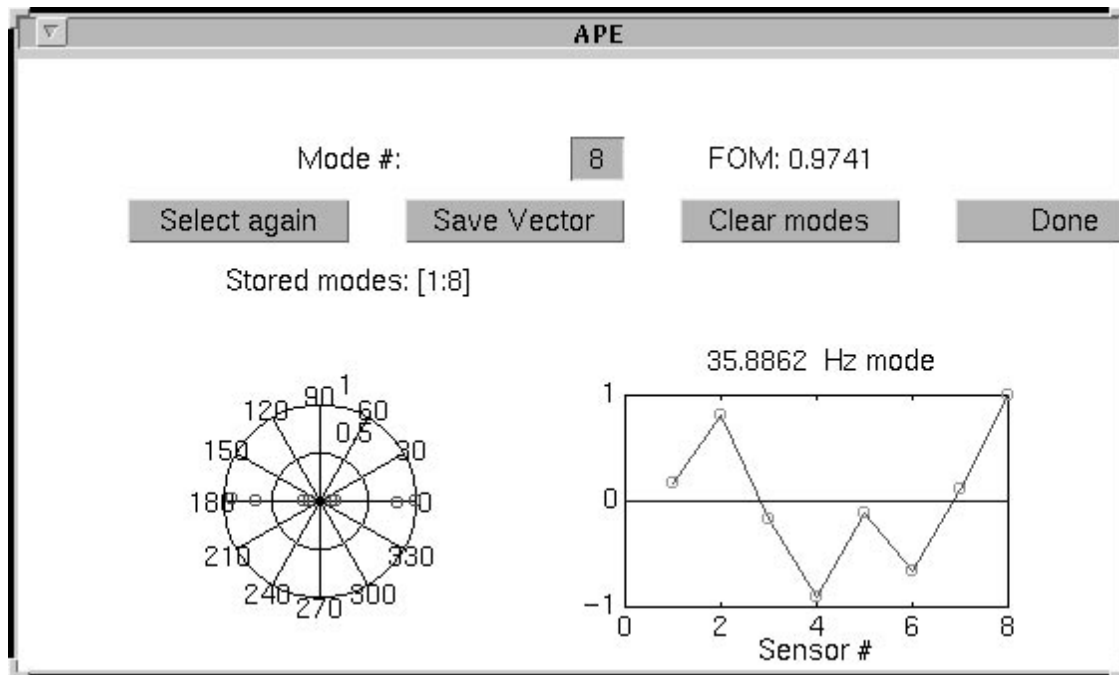 APE
Mode #: 8 FOM: 0.9741
Select again Save Vector Clear modes Done
Stored modes: [1:8]
35.8862 Hz mode
90 1
120 60
0.5
150 30
180 0
210 330
240 300
270
1
0
−1
0 2 4 6 8
Sensor #